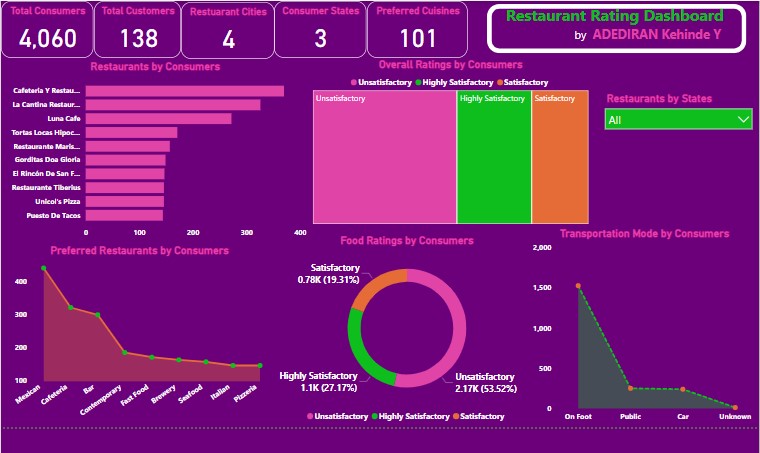 Total Consumers
4,060
Total Customers
138
Restuarant Cities
4
Consumer States
3
Preferred Cuisines
101
Restaurant Rating Dashboard
by ADEDIRAN Kehinde Y
Restaurants by Consumers
Cafetería Y Restau...
La Cantina Restaur...
Luna Cafe
Tortas Locas Hipoc...
Restaurante Maris...
Gorditas Doa Gloria
El Rincón De San F...
Restaurante Tiberius
Unicol's Pizza
Puesto De Tacos
0 100 200 300 400
Overall Ratings by Consumers
Unsatisfactory Highly Satisfactory Satisfactory
Unsatisfactory Highly Satisfactory Satisfactory
Restaurants by States
All
Preferred Restaurants by Consumers
400
300
200
100
Mexican Cafeteria Bar Contemporary Fast Food Brewery Seafood Italian Pizzeria
Food Ratings by Consumers
Satisfactory
0.78K (19.31%)
Highly Satisfactory
1.1K (27.17%)
Unsatisfactory
2.17K (53.52%)
Unsatisfactory Highly Satisfactory Satisfactory
Transportation Mode by Consumers
2,000
1,500
1,000
500
0
On Foot Public Car Unknown